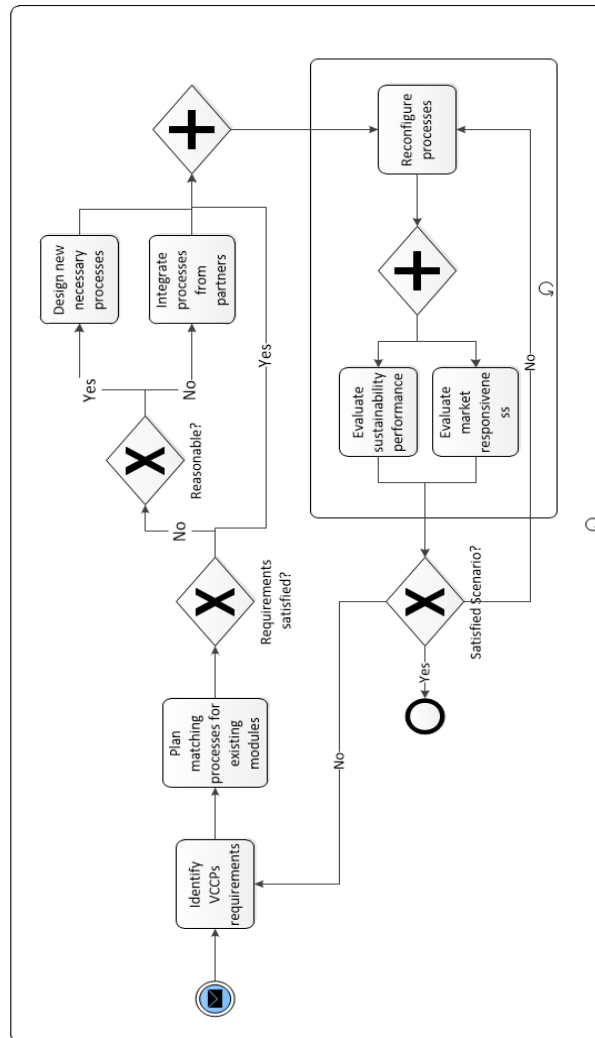 Identify
VCCPs
requirements
Plan
matching
processes for
existing
modules
Requirements
satisfied?
No
Yes
Reasonable?
Yes
No
Design new
necessary
processes
Integrate
processes
from
partners
Reconfigure
processes
Evaluate
sustainability
performance
Evaluate
market
responsivene
ss
Satisfied Scenario?
No
No
Yes